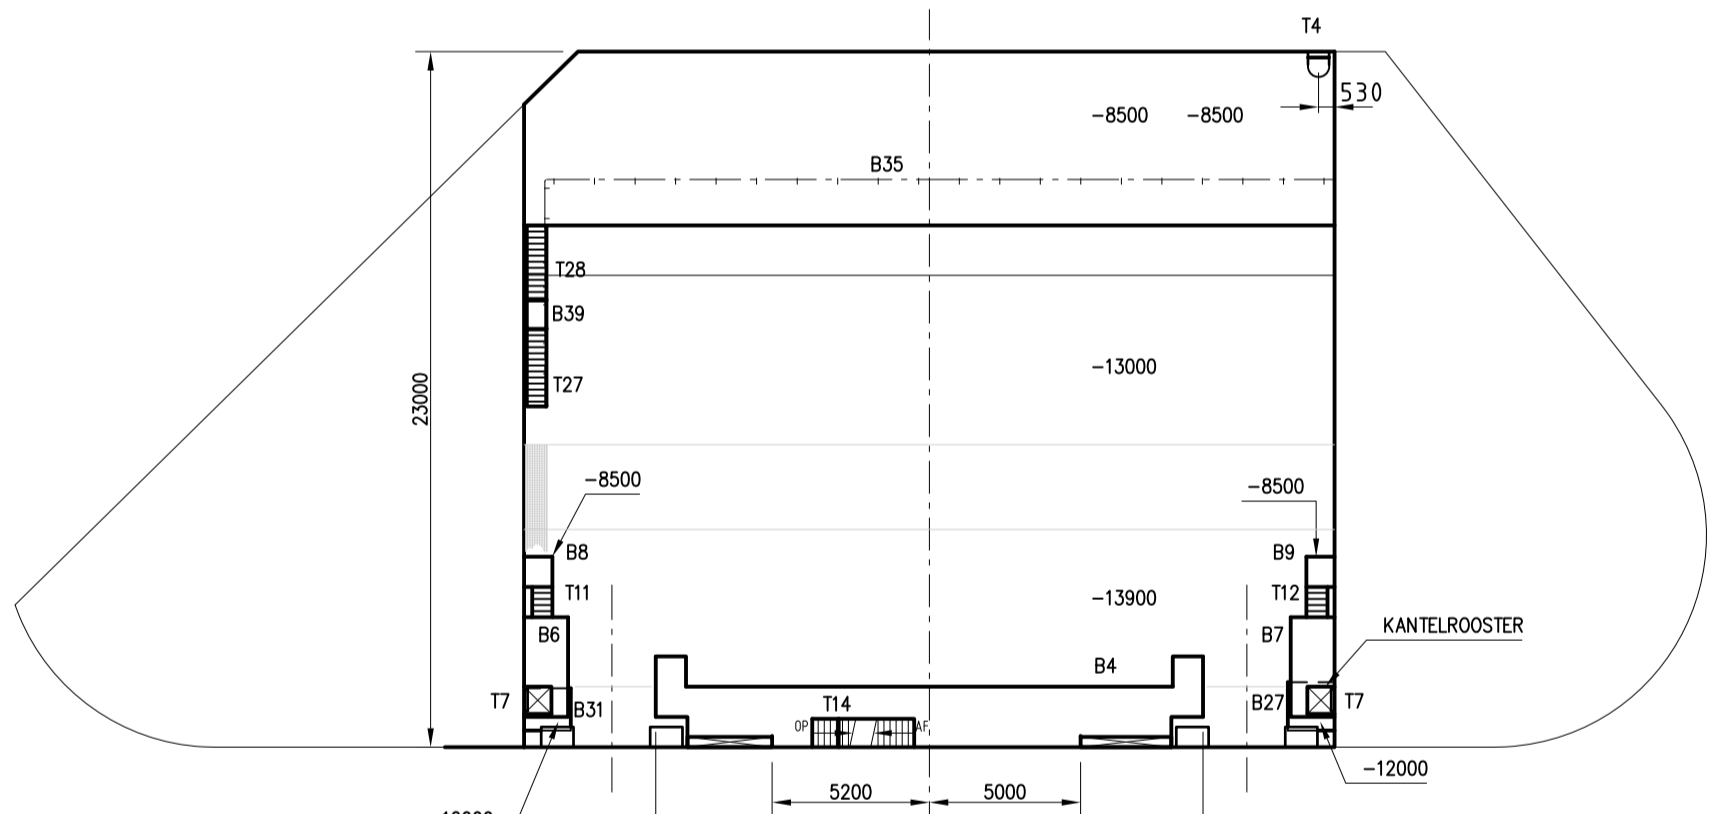 T4
530
-8500 -8500
B35
T28
B39
-13000
T27
23000
-8500
-8500
B8
B9
T11
T12
-13900
B6
B7
KANTELROOSTER
B4
T7
B31
T14
B27
T7
OP
AF
-12000
5200
5000